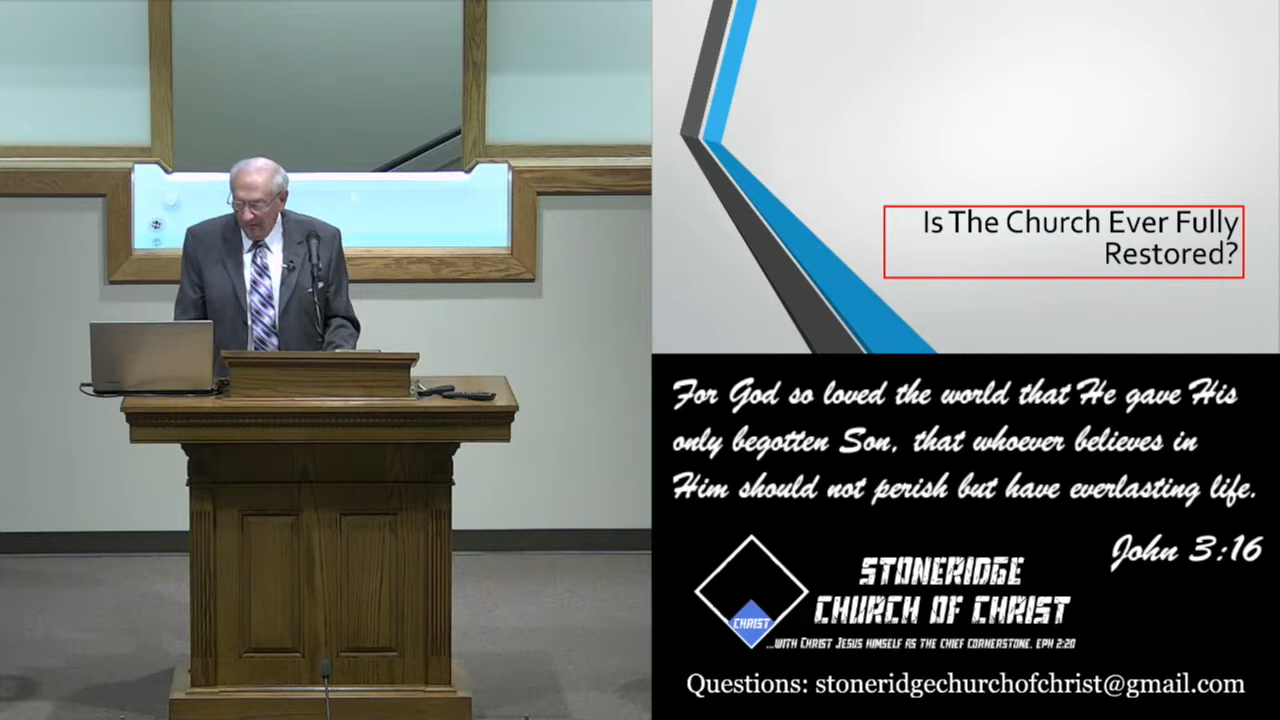 Is The Church Ever Fully
Restored?
For God so loved the world that He gave His
only begotten Son, that whoever believes in
Him should not perish but have everlasting life.
John 3:16
STONERIDGE
CHURCH OF CHRIST
CHRIST
...WITH CHRIST JESUS HIMSELF AS THE CHIEF CORNERSTONE. EPH 2:20
Questions: stoneridgechurchofchrist@gmail.com